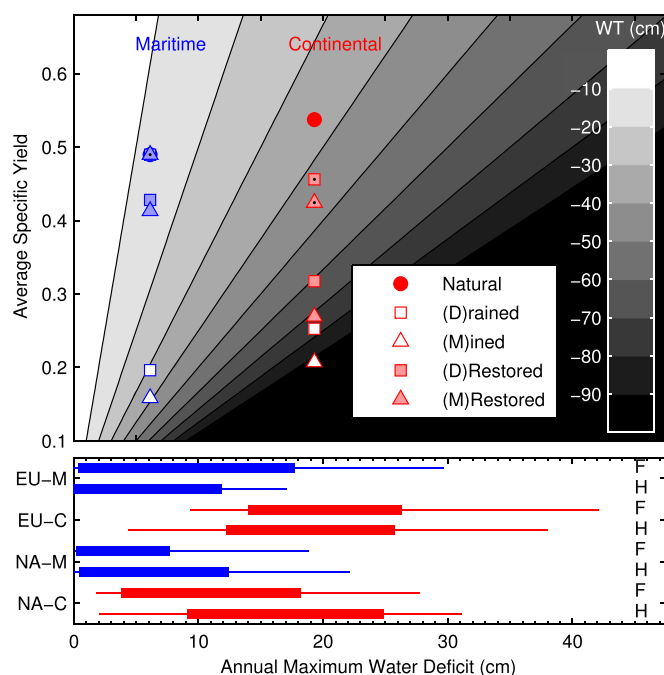 Maritime
Continental
WT (cm)
0.6
0.5
0.4
0.3
0.2
0.1
Average Specific Yield
−10
−20
−30
−40
−50
−60
−70
−80
−90
Natural
(D)rained
(M)ined
(D)Restored
(M)Restored
EU−M
EU−C
NA−M
NA−C
F
H
F
H
F
H
F
H
0 10 20 30 40
Annual Maximum Water Deficit (cm)